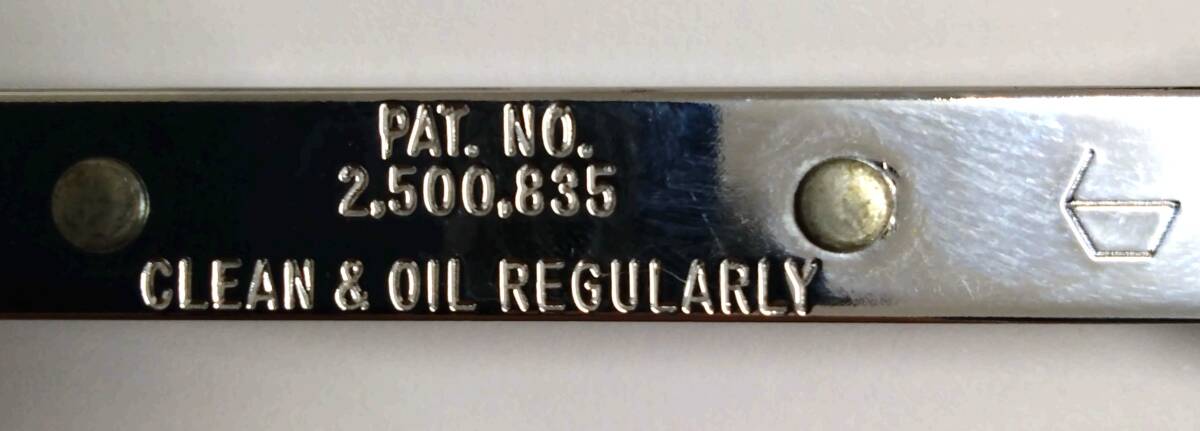 PAT. NO.
2,500,835
CLEAN & OIL REGULARLY